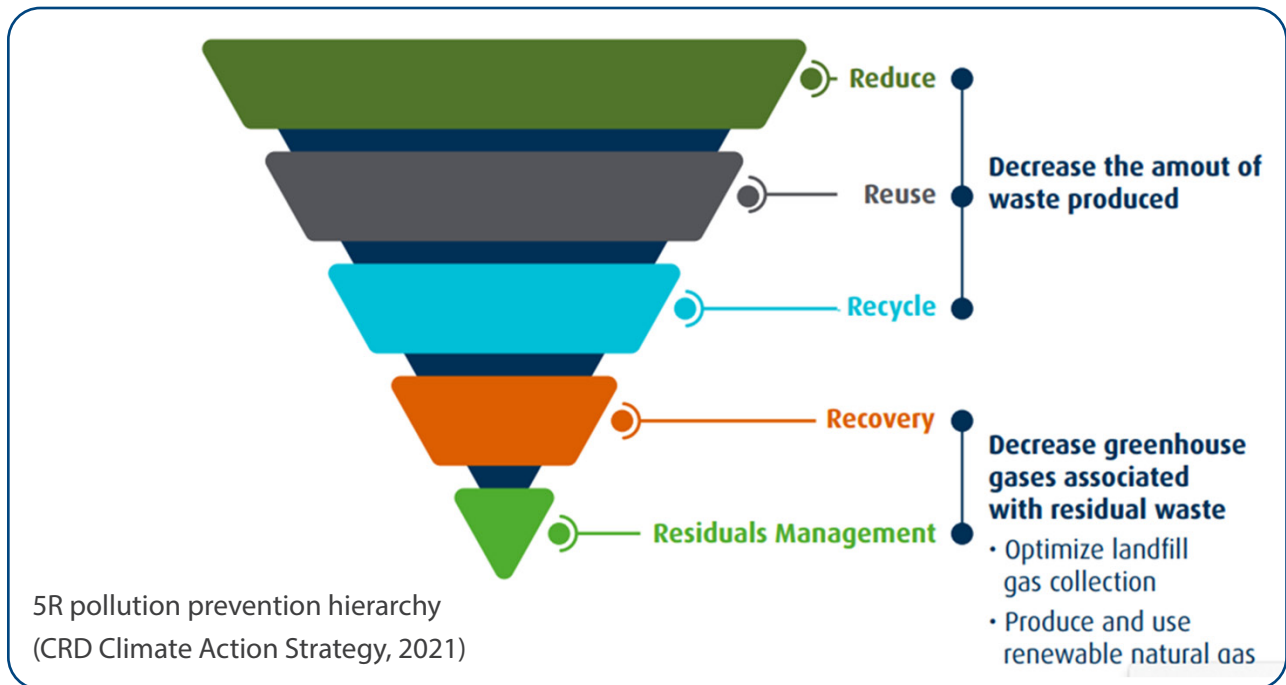 Reduce
Reuse
Recycle
Decrease the amout of
waste produced
Recovery
Residuals Management
Decrease greenhouse
gases associated
with residual waste
• Optimize landfill
gas collection
• Produce and use
renewable natural gas
5R pollution prevention hierarchy
(CRD Climate Action Strategy, 2021)